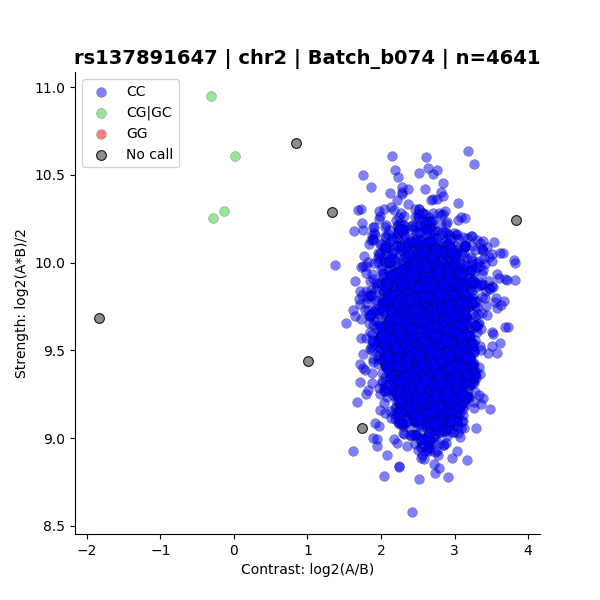 rs137891647 | chr2 | Batch_b074 | n=4641
CC
CG|GC
GG
No call
11.0
10.5
10.0
9.5
9.0
8.5
Strength: log2(A*B)/2
−2
−1
0
1
2
3
4
Contrast: log2(A/B)